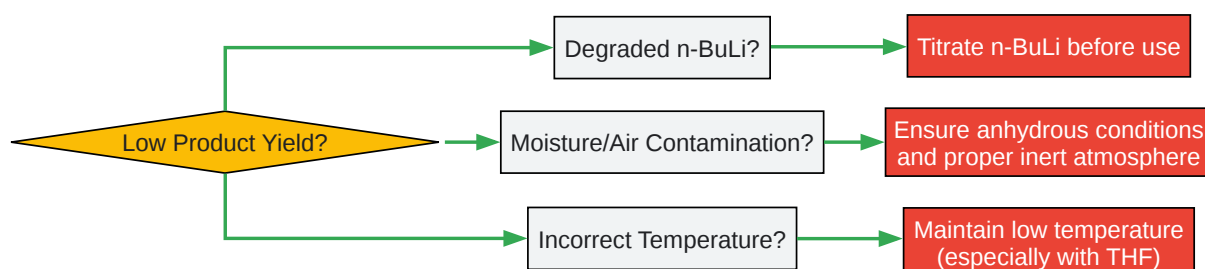 Degraded n-BuLi?
Titrate n-BuLi before use
Low Product Yield?
Moisture/Air Contamination?
Ensure anhydrous conditions
and proper inert atmosphere
Incorrect Temperature?
Maintain low temperature
(especially with THF)